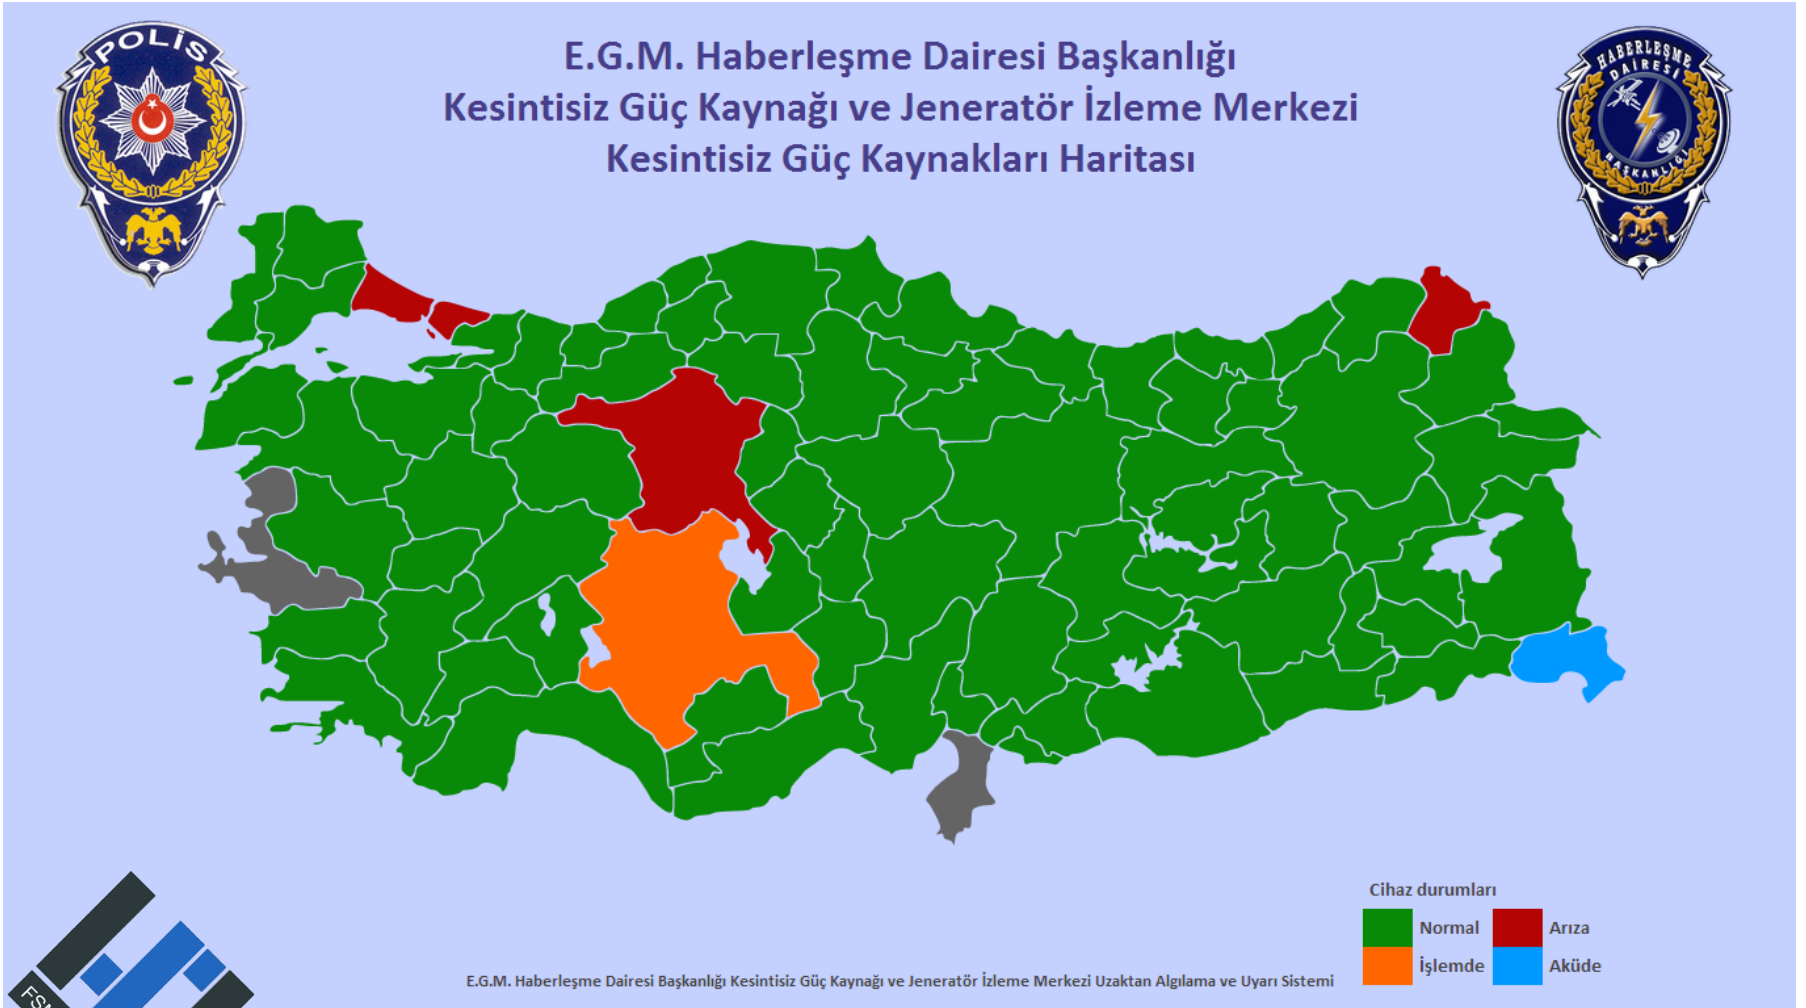 POLİS
E.G.M. Haberleşme Dairesi Başkanlığı
Kesintisiz Güç Kaynağı ve Jeneratör İzleme Merkezi
Kesintisiz Güç Kaynakları Haritası
HABERLEŞME
DAİRESİ
BAŞKANLIĞI
Cihaz durumları
Normal
Arıza
İşlemde
Aküde
E.G.M. Haberleşme Dairesi Başkanlığı Kesintisiz Güç Kaynağı ve Jeneratör İzleme Merkezi Uzaktan Algılama ve Uyarı Sistemi